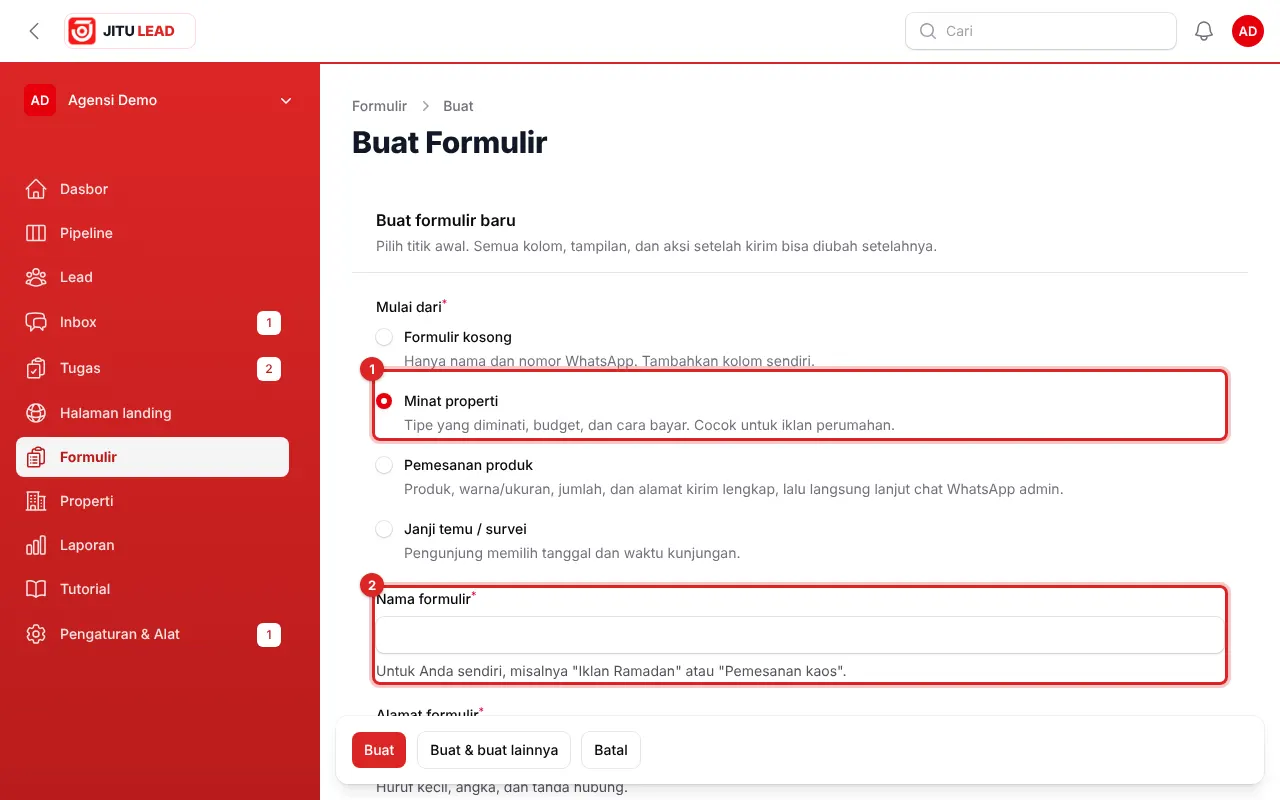 JITU LEAD
Cari
AD
AD
Agensi Demo
Dasbor
Pipeline
Lead
Inbox
1
Tugas
2
Halaman landing
Formulir
Properti
Laporan
Tutorial
Pengaturan & Alat
1
Formulir > Buat
Buat Formulir
Buat formulir baru
Pilih titik awal. Semua kolom, tampilan, dan aksi setelah kirim bisa diubah setelahnya.
Mulai dari*
Formulir kosong
Hanya nama dan nomor WhatsApp. Tambahkan kolom sendiri.
1
Minat properti
Tipe yang diminati, budget, dan cara bayar. Cocok untuk iklan perumahan.
Pemesanan produk
Produk, warna/ukuran, jumlah, dan alamat kirim lengkap, lalu langsung lanjut chat WhatsApp admin.
Janji temu / survei
Pengunjung memilih tanggal dan waktu kunjungan.
2
Nama formulir*
Untuk Anda sendiri, misalnya "Iklan Ramadan" atau "Pemesanan kaos".
Alamat formulir*
Buat
Buat & buat lainnya
Batal
Huruf kecil, angka, dan tanda hubung.